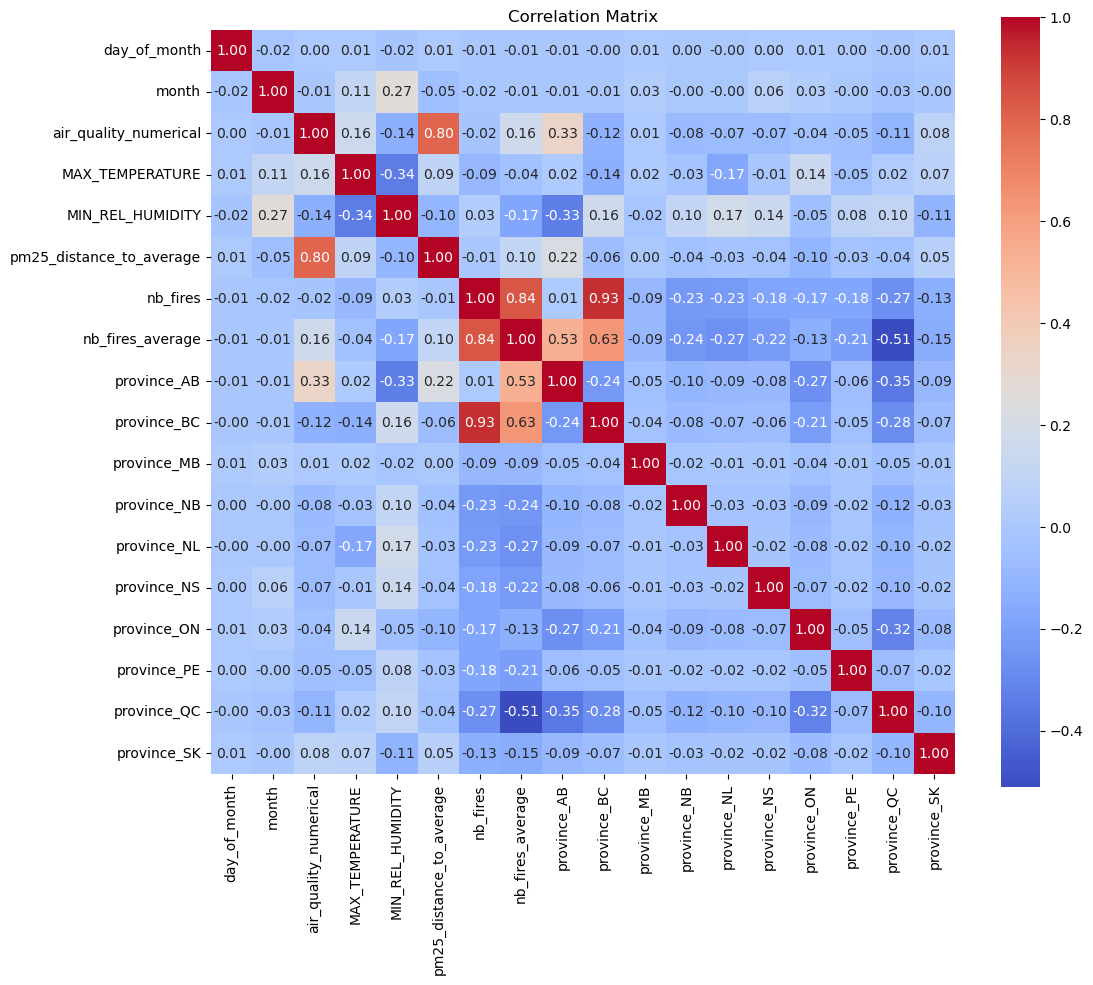 Correlation Matrix
day_of_month 1.00 -0.02 0.00 0.01 -0.02 0.01 -0.01 -0.01 -0.01 -0.00 0.01 0.00 -0.00 0.00 0.01 0.00 -0.00 0.01
month -0.02 1.00 -0.01 0.11 0.27 -0.05 -0.02 -0.01 -0.01 -0.01 0.03 -0.00 -0.00 0.06 0.03 -0.00 -0.03 -0.00
air_quality_numerical 0.00 -0.01 1.00 0.16 -0.14 0.80 -0.02 0.16 0.33 -0.12 0.01 -0.08 -0.07 -0.07 -0.04 -0.05 -0.11 0.08
MAX_TEMPERATURE 0.01 0.11 0.16 1.00 -0.34 0.09 -0.09 -0.04 0.02 -0.14 0.02 -0.03 -0.17 -0.01 0.14 -0.05 0.02 0.07
MIN_REL_HUMIDITY -0.02 0.27 -0.14 -0.34 1.00 -0.10 0.03 -0.17 -0.33 0.16 -0.02 0.10 0.17 0.14 -0.05 0.08 0.10 -0.11
pm25_distance_to_average 0.01 -0.05 0.80 0.09 -0.10 1.00 -0.01 0.10 0.22 -0.06 0.00 -0.04 -0.03 -0.04 -0.10 -0.03 -0.04 0.05
nb_fires -0.01 -0.02 -0.02 -0.09 0.03 -0.01 1.00 0.84 0.01 0.93 -0.09 -0.23 -0.23 -0.18 -0.17 -0.18 -0.27 -0.13
nb_fires_average -0.01 -0.01 0.16 -0.04 -0.17 0.10 0.84 1.00 0.53 0.63 -0.09 -0.24 -0.27 -0.22 -0.13 -0.21 -0.51 -0.15
province_AB -0.01 -0.01 0.33 0.02 -0.33 0.22 0.01 0.53 1.00 -0.24 -0.05 -0.10 -0.09 -0.08 -0.27 -0.06 -0.35 -0.09
province_BC -0.00 -0.01 -0.12 -0.14 0.16 -0.06 0.93 0.63 -0.24 1.00 -0.04 -0.08 -0.07 -0.06 -0.21 -0.05 -0.28 -0.07
province_MB 0.01 0.03 0.01 0.02 -0.02 0.00 -0.09 -0.09 -0.05 -0.04 1.00 -0.02 -0.01 -0.01 -0.04 -0.01 -0.05 -0.01
province_NB 0.00 -0.00 -0.08 -0.03 0.10 -0.04 -0.23 -0.24 -0.10 -0.08 -0.02 1.00 -0.03 -0.03 -0.09 -0.02 -0.12 -0.03
province_NL -0.00 -0.00 -0.07 -0.17 0.17 -0.03 -0.23 -0.27 -0.09 -0.07 -0.01 -0.03 1.00 -0.02 -0.08 -0.02 -0.10 -0.02
province_NS 0.00 0.06 -0.07 -0.01 0.14 -0.04 -0.18 -0.22 -0.08 -0.06 -0.01 -0.03 -0.02 1.00 -0.07 -0.02 -0.10 -0.02
province_ON 0.01 0.03 -0.04 0.14 -0.05 -0.10 -0.17 -0.13 -0.27 -0.21 -0.04 -0.09 -0.08 -0.07 1.00 -0.05 -0.32 -0.08
province_PE 0.00 -0.00 -0.05 -0.05 0.08 -0.03 -0.18 -0.21 -0.06 -0.05 -0.01 -0.02 -0.02 -0.02 -0.05 1.00 -0.07 -0.02
province_QC -0.00 -0.03 -0.11 0.02 0.10 -0.04 -0.27 -0.51 -0.35 -0.28 -0.05 -0.12 -0.10 -0.10 -0.32 -0.07 1.00 -0.10
province_SK 0.01 -0.00 0.08 0.07 -0.11 0.05 -0.13 -0.15 -0.09 -0.07 -0.01 -0.03 -0.02 -0.02 -0.08 -0.02 -0.10 1.00
day_of_month
month
air_quality_numerical
MAX_TEMPERATURE
MIN_REL_HUMIDITY
pm25_distance_to_average
nb_fires
nb_fires_average
province_AB
province_BC
province_MB
province_NB
province_NL
province_NS
province_ON
province_PE
province_QC
province_SK
1.0
0.8
0.6
0.4
0.2
0.0
−0.2
−0.4